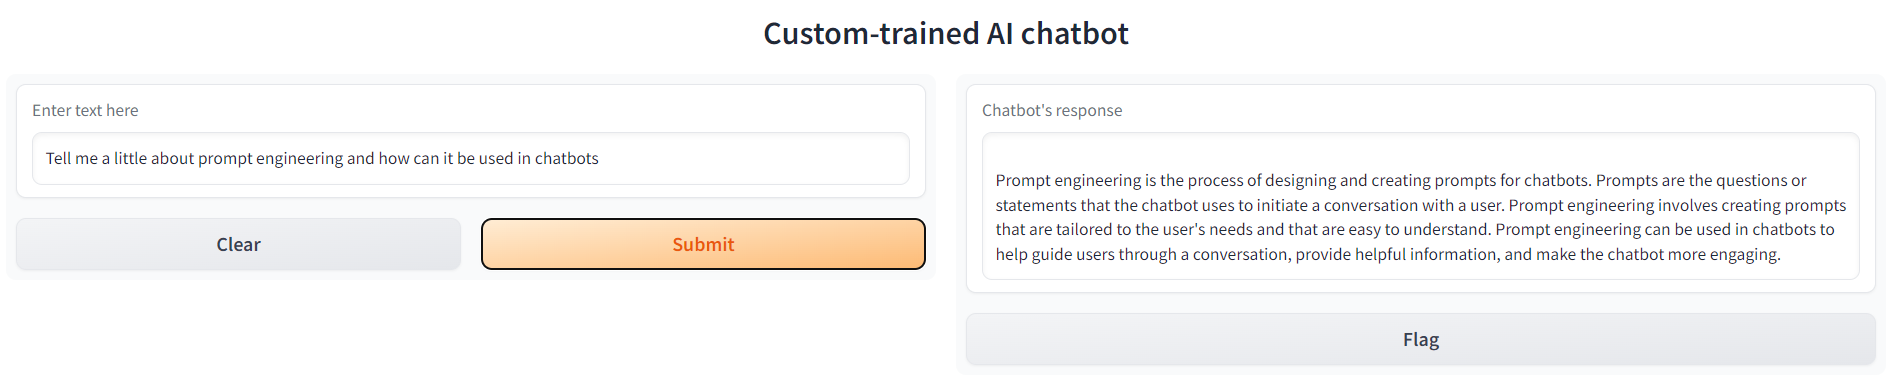 Custom-trained AI chatbot
Enter text here
Tell me a little about prompt engineering and how can it be used in chatbots
Clear
Submit
Chatbot's response
Prompt engineering is the process of designing and creating prompts for chatbots. Prompts are the questions or
statements that the chatbot uses to initiate a conversation with a user. Prompt engineering involves creating prompts
that are tailored to the user's needs and that are easy to understand. Prompt engineering can be used in chatbots to
help guide users through a conversation, provide helpful information, and make the chatbot more engaging.
Flag